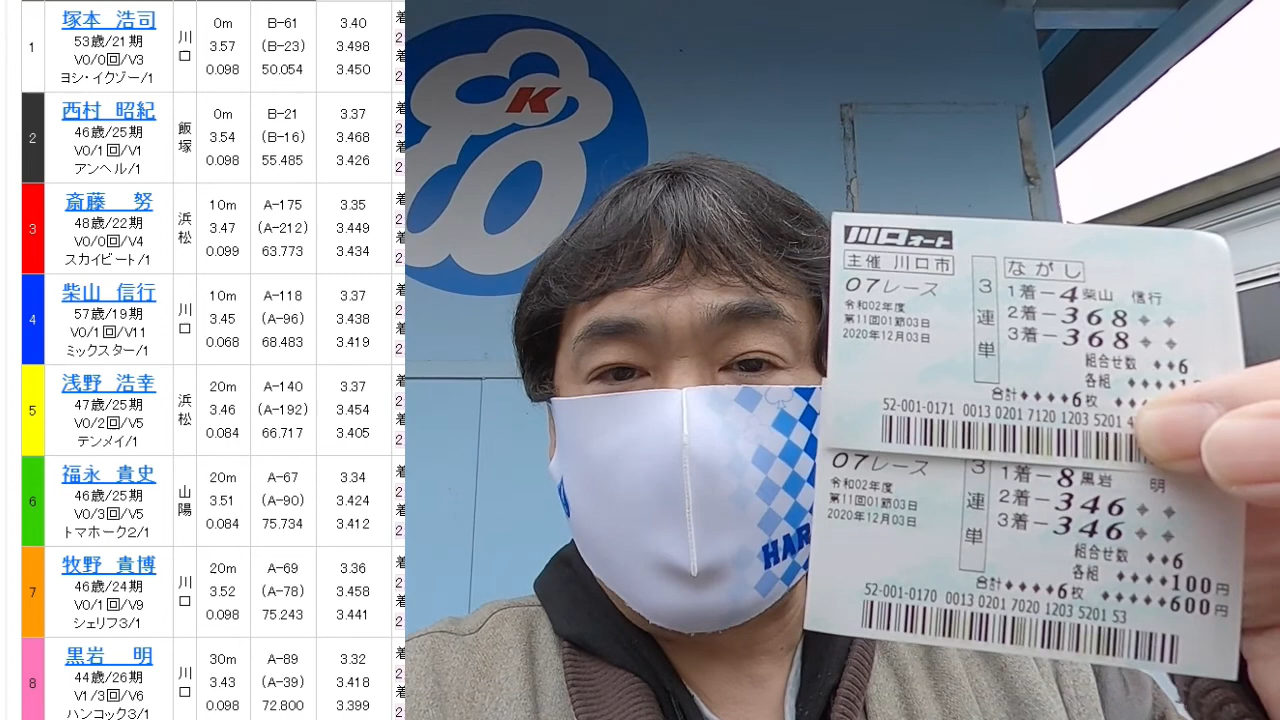 1
塚本 浩司
53歳/21期
V0/0回/V3
ヨシ・イクゾー/1
川口
0m
3.57
0.098
B-61
(B-23)
50.054
3.40
3.498
3.450
2
西村 昭紀
46歳/25期
V0/1回/V1
アンヘル/1
飯塚
0m
3.54
0.098
B-21
(B-16)
55.485
3.37
3.468
3.426
3
斎藤 努
48歳/22期
V0/0回/V4
スカイビート/1
浜松
10m
3.47
0.099
A-175
(A-212)
63.773
3.35
3.445
3.434
4
柴山 信行
57歳/19期
V0/1回/V11
ミックスター/1
川口
10m
3.45
0.068
A-118
(A-96)
68.483
3.37
3.438
3.413
5
浅野 浩幸
47歳/25期
V0/2回/V5
テンメイ/1
浜松
20m
3.46
0.084
A-140
(A-192)
66.717
3.37
3.454
3.405
6
福永 貴史
46歳/25期
V0/3回/V5
トマホーク2/1
山陽
20m
3.51
0.084
A-67
(A-90)
75.734
3.34
3.424
3.412
7
牧野 貴博
46歳/24期
V0/1回/V9
シェリフ3/1
川口
20m
3.52
0.098
A-69
(A-78)
75.243
3.36
3.458
3.441
8
黒岩 明
44歳/26期
V1/3回/V6
ハンコック3/1
川口
30m
3.43
0.098
A-89
(A-39)
72.800
3.32
3.418
3.399
K
HAR
川口オート
主催 川口市
07レース
令和02年度
第11回01節03日
2020年12月03日
3連単
ながし
1着-4柴山 信行
2着-368
3着-368
組合せ数 6
各組
合計 6枚
52-001-0171 0013 0201 7120 1203 5201
07レース
令和02年度
第11回01節03日
2020年12月03日
3連単
1着-8黒岩 明
2着-346
3着-346
組合せ数 6
各組 100円
合計 6枚 600円
52-001-0170 0013 0201 7020 1203 5201 53